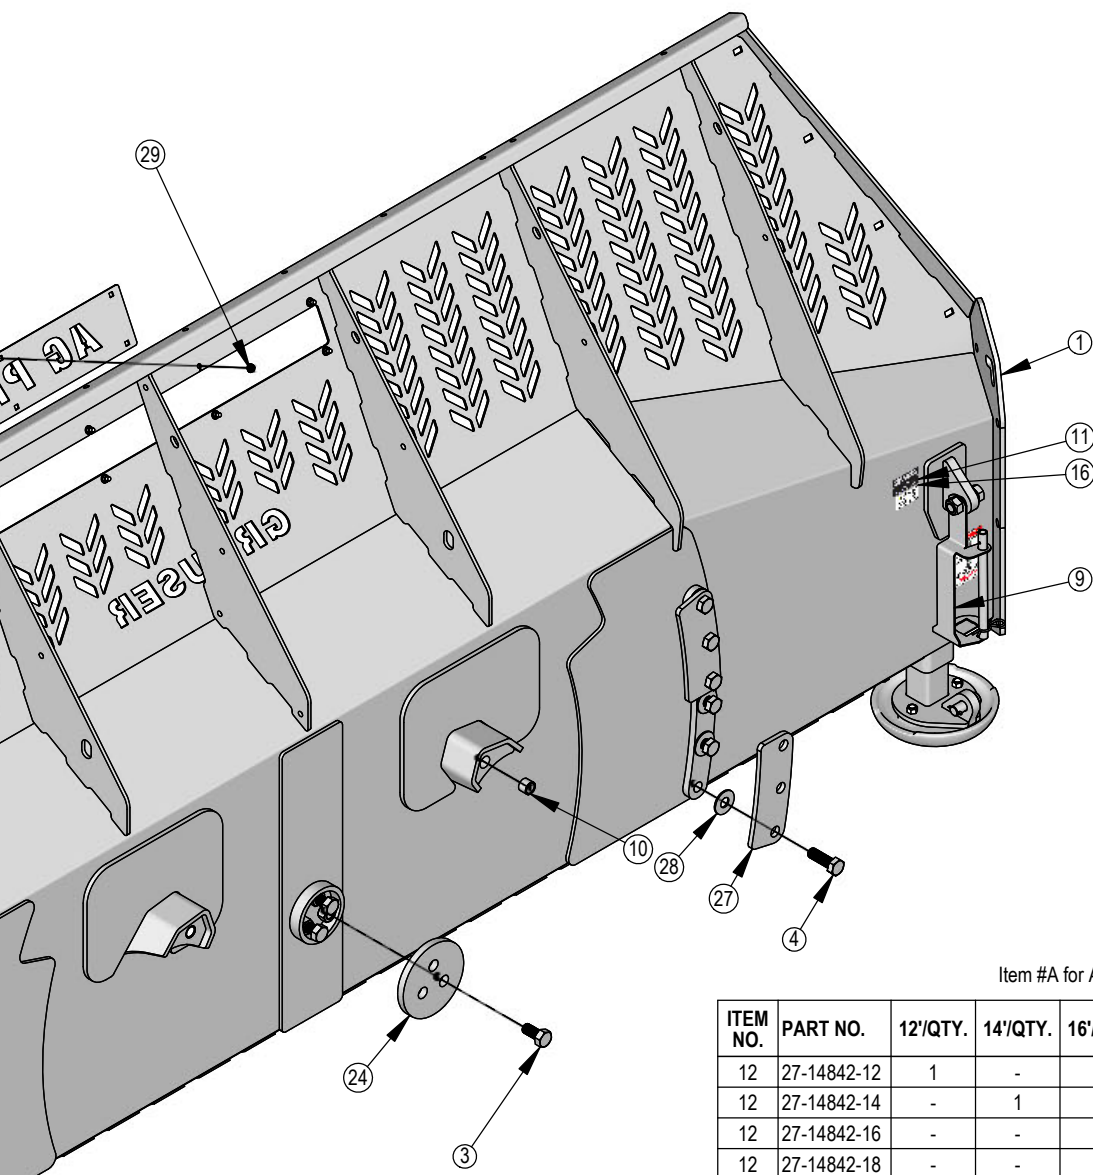 29
AG P
1
11
16
GR
USER
9
10
28
27
4
24
3
Item #A for A
ITEM NO. PART NO. 12'/QTY. 14'/QTY. 16'/
12 27-14842-12 1 -
12 27-14842-14 - 1
12 27-14842-16 - -
12 27-14842-18 - -